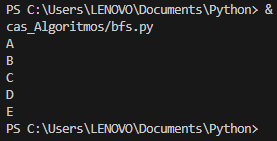 PS C:\Users\LENOVO\Documents\Python> &
cas_Algoritmos/bfs.py
A
B
C
D
E
PS C:\Users\LENOVO\Documents\Python>